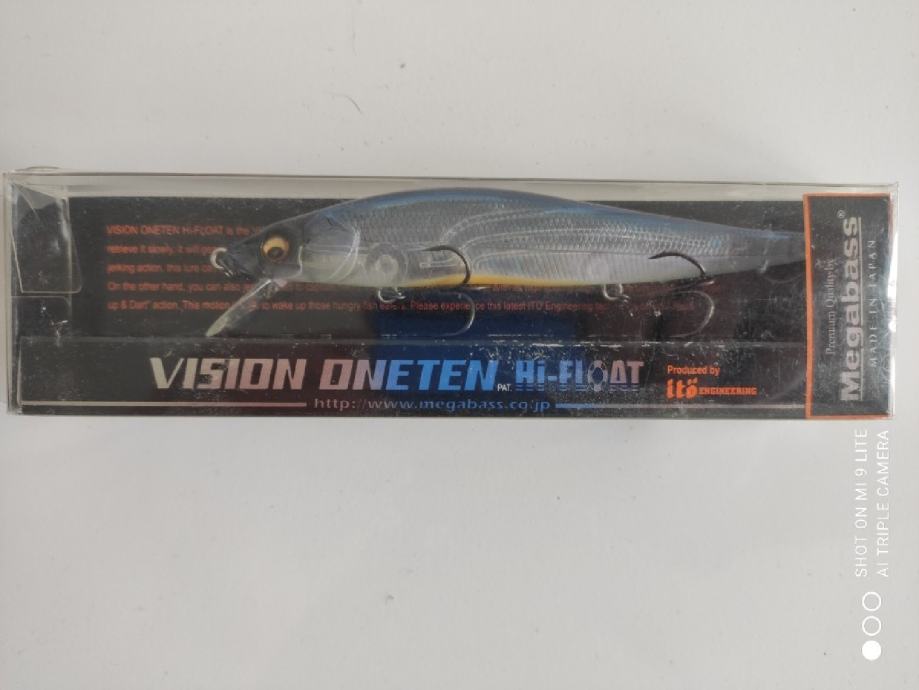 VISION ONETEN Hi-FLOAT is the
retrieve it slowly, it will
jerking action, this lure
On the other hand, you can also
up & Dart' action. This motion to wake up those hungry fish Please experience this latest ITO Engineering
VISION ONETEN PAT. Hi-FLOAT
http://www.megabass.co.jp
Produced by
itö ENGINEERING
Premium Quality by
Megabass®
MADE IN JAPAN
SHOT ON MI 9 LITE
AI TRIPLE CAMERA